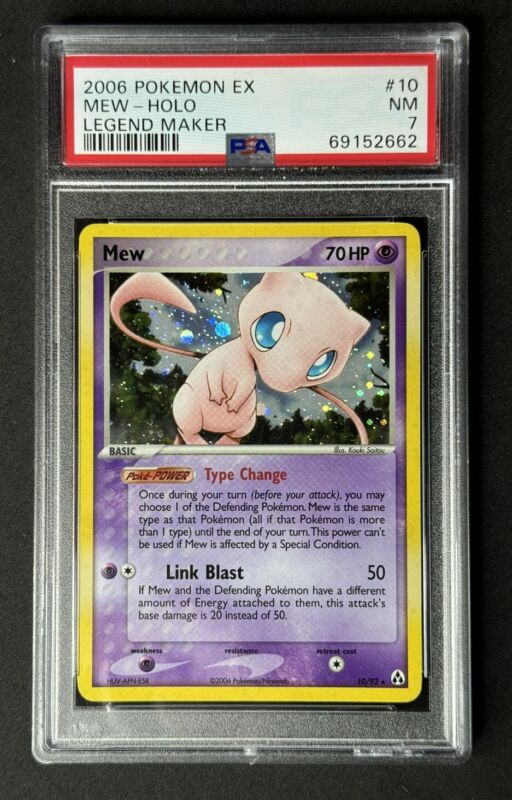 2006 POKEMON EX #10
MEW - HOLO NM
LEGEND MAKER 7
PSA 69152662
Mew 70 HP
BASIC Illus. Kouki Saitou
Poké-POWER Type Change
Once during your turn (before your attack), you may
choose 1 of the Defending Pokémon. Mew is the same
type as that Pokémon (all if that Pokémon is more
than 1 type) until the end of your turn. This power can't
be used if Mew is affected by a Special Condition.
Link Blast 50
If Mew and the Defending Pokémon have a different
amount of Energy attached to them, this attack's
base damage is 20 instead of 50.
weakness resistance retreat cost
HUV-AFN-ESR ©2006 Pokémon/Nintendo 10/92 ★